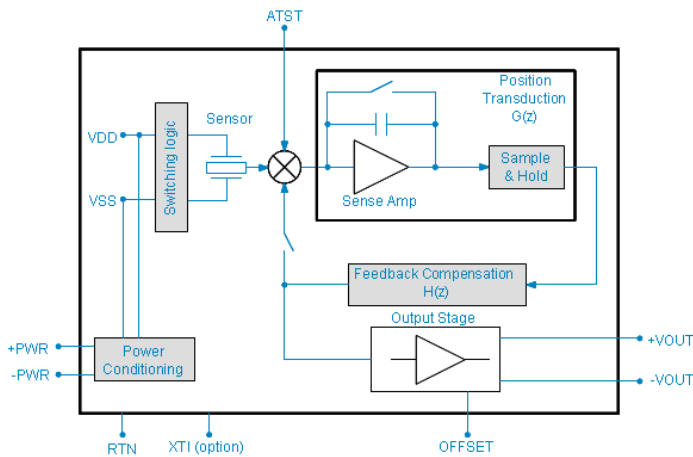 ATST
Position
Transduction
G(z)
Sensor
Switching logic
VDD
VSS
Sense Amp
Sample
& Hold
Feedback Compensation
H(z)
Output Stage
+PWR
-PWR
Power
Conditioning
+VOUT
-VOUT
RTN
XTI (option)
OFFSET